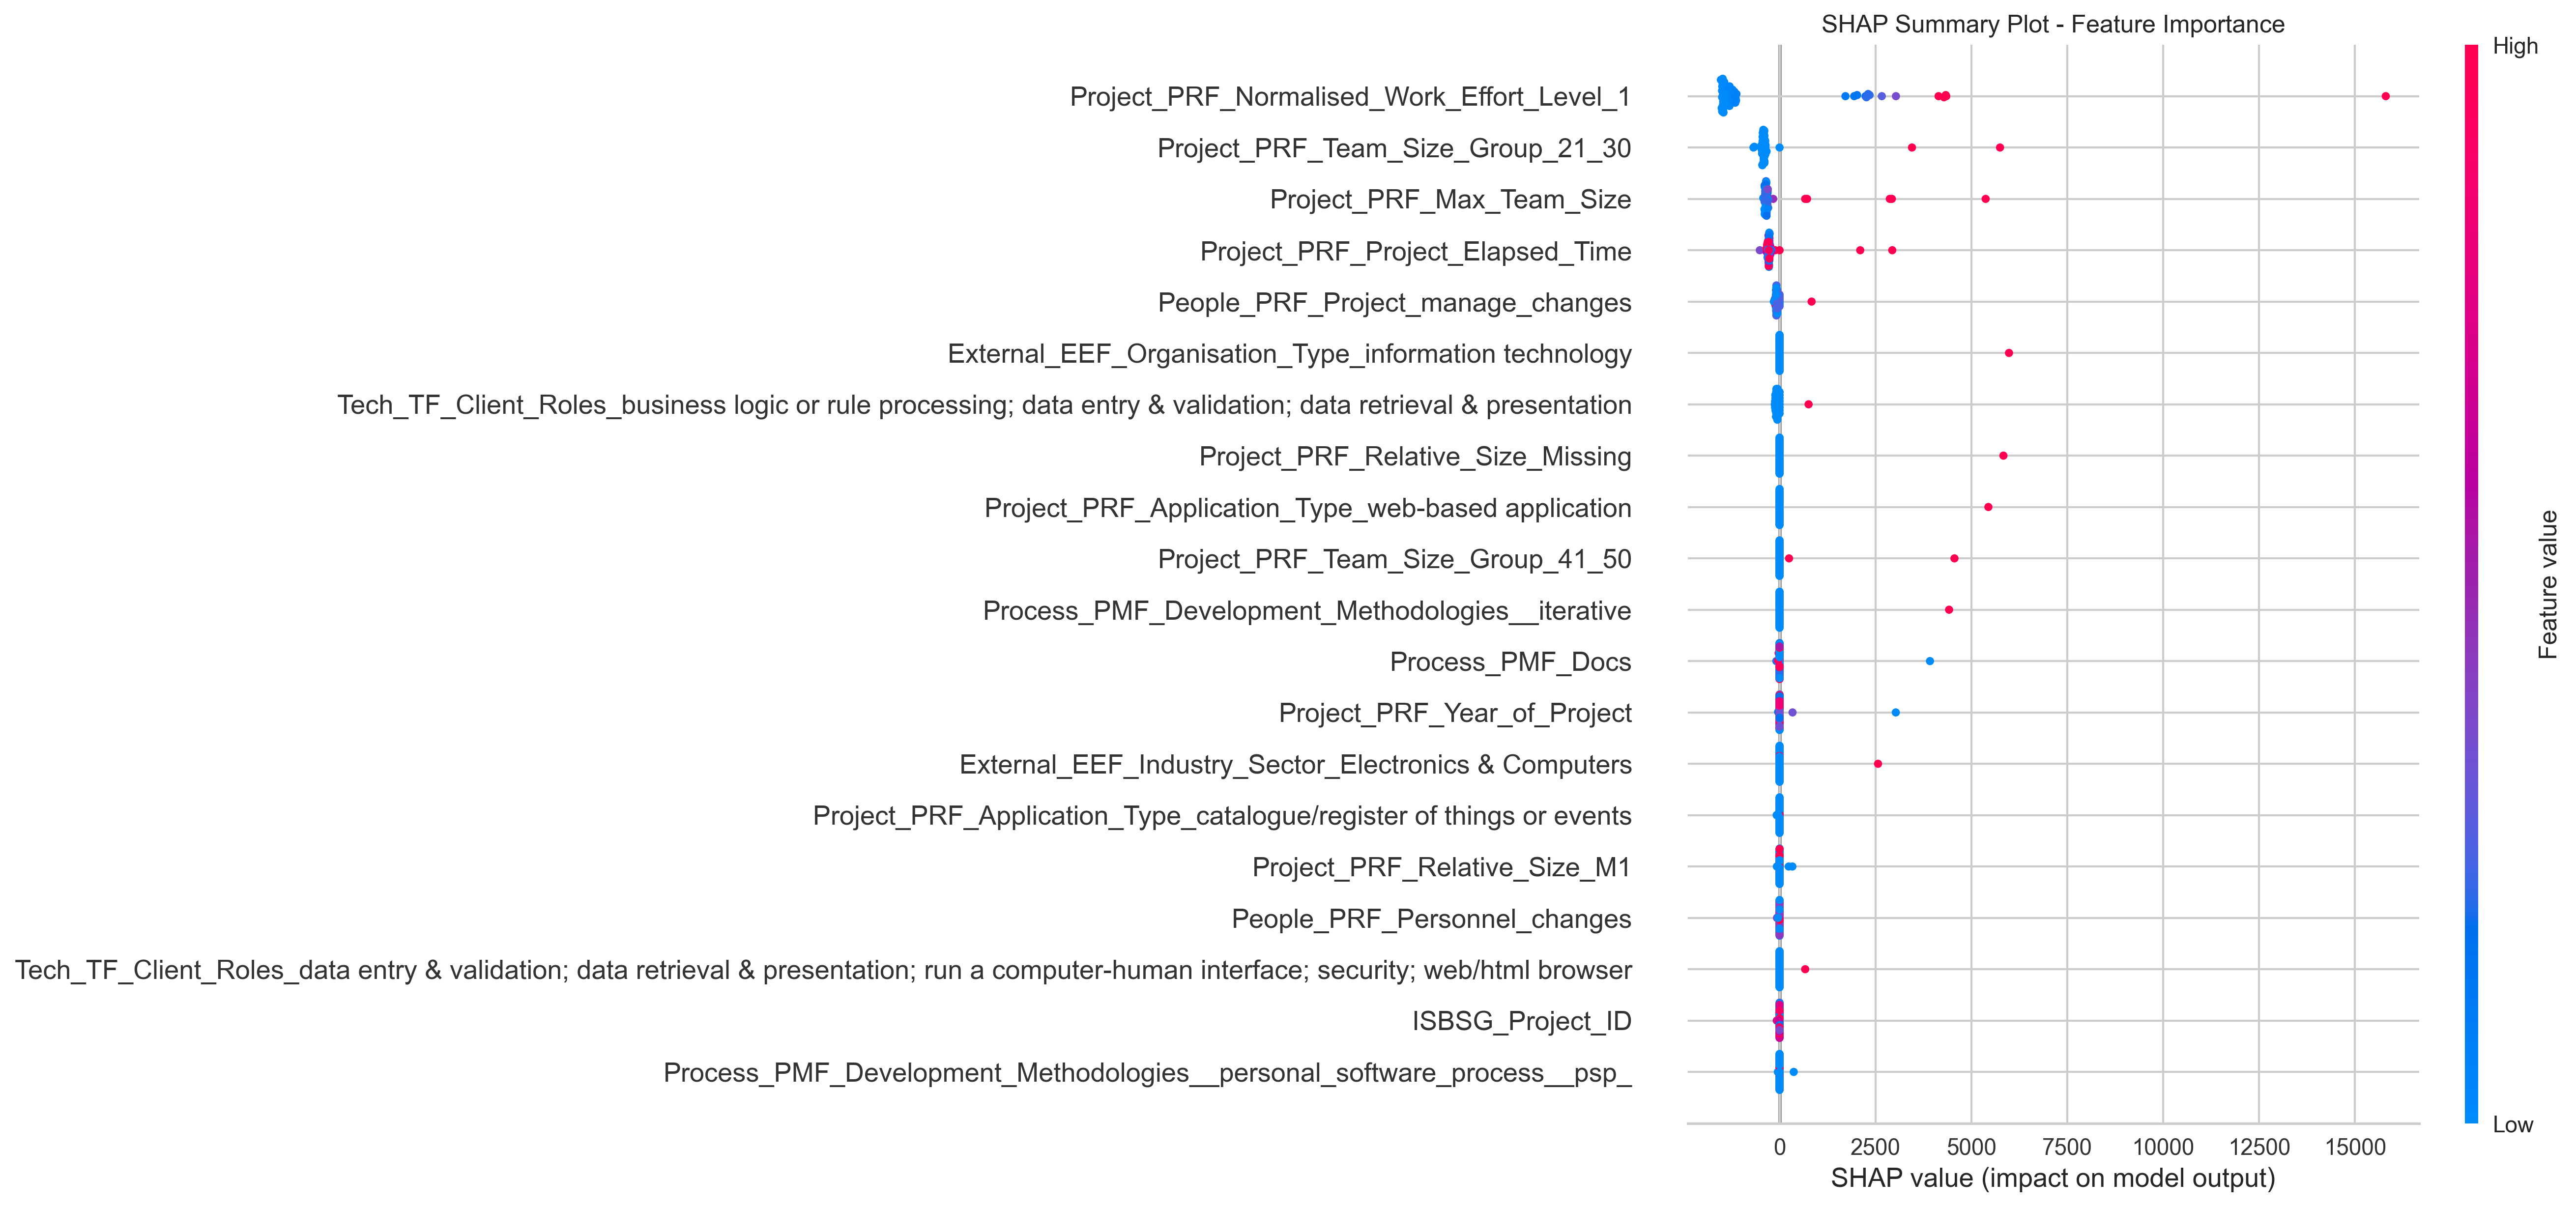 SHAP Summary Plot - Feature Importance
High
Project_PRF_Normalised_Work_Effort_Level_1
Project_PRF_Team_Size_Group_21_30
Project_PRF_Max_Team_Size
Project_PRF_Project_Elapsed_Time
People_PRF_Project_manage_changes
External_EEF_Organisation_Type_information technology
Tech_TF_Client_Roles_business logic or rule processing; data entry & validation; data retrieval & presentation
Project_PRF_Relative_Size_Missing
Project_PRF_Application_Type_web-based application
Project_PRF_Team_Size_Group_41_50
Process_PMF_Development_Methodologies__iterative
Process_PMF_Docs
Project_PRF_Year_of_Project
External_EEF_Industry_Sector_Electronics & Computers
Project_PRF_Application_Type_catalogue/register of things or events
Project_PRF_Relative_Size_M1
People_PRF_Personnel_changes
Tech_TF_Client_Roles_data entry & validation; data retrieval & presentation; run a computer-human interface; security; web/html browser
ISBSG_Project_ID
Process_PMF_Development_Methodologies__personal_software_process__psp_
Feature value
Low
0 2500 5000 7500 10000 12500 15000
SHAP value (impact on model output)